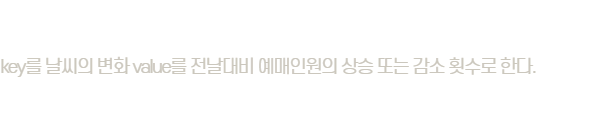 key를 날씨의 변화 value를 전날대비 예매인원의 상승 또는 감소 횟수로 한다.